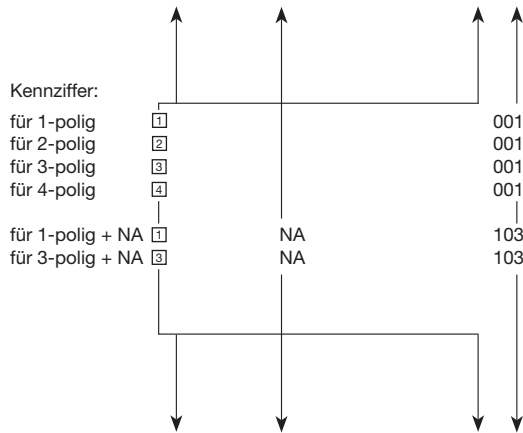 Kennziffer:
für 1-polig 1 001
für 2-polig 2 001
für 3-polig 3 001
für 4-polig 4 001
für 1-polig + NA 1 NA 103
für 3-polig + NA 3 NA 103